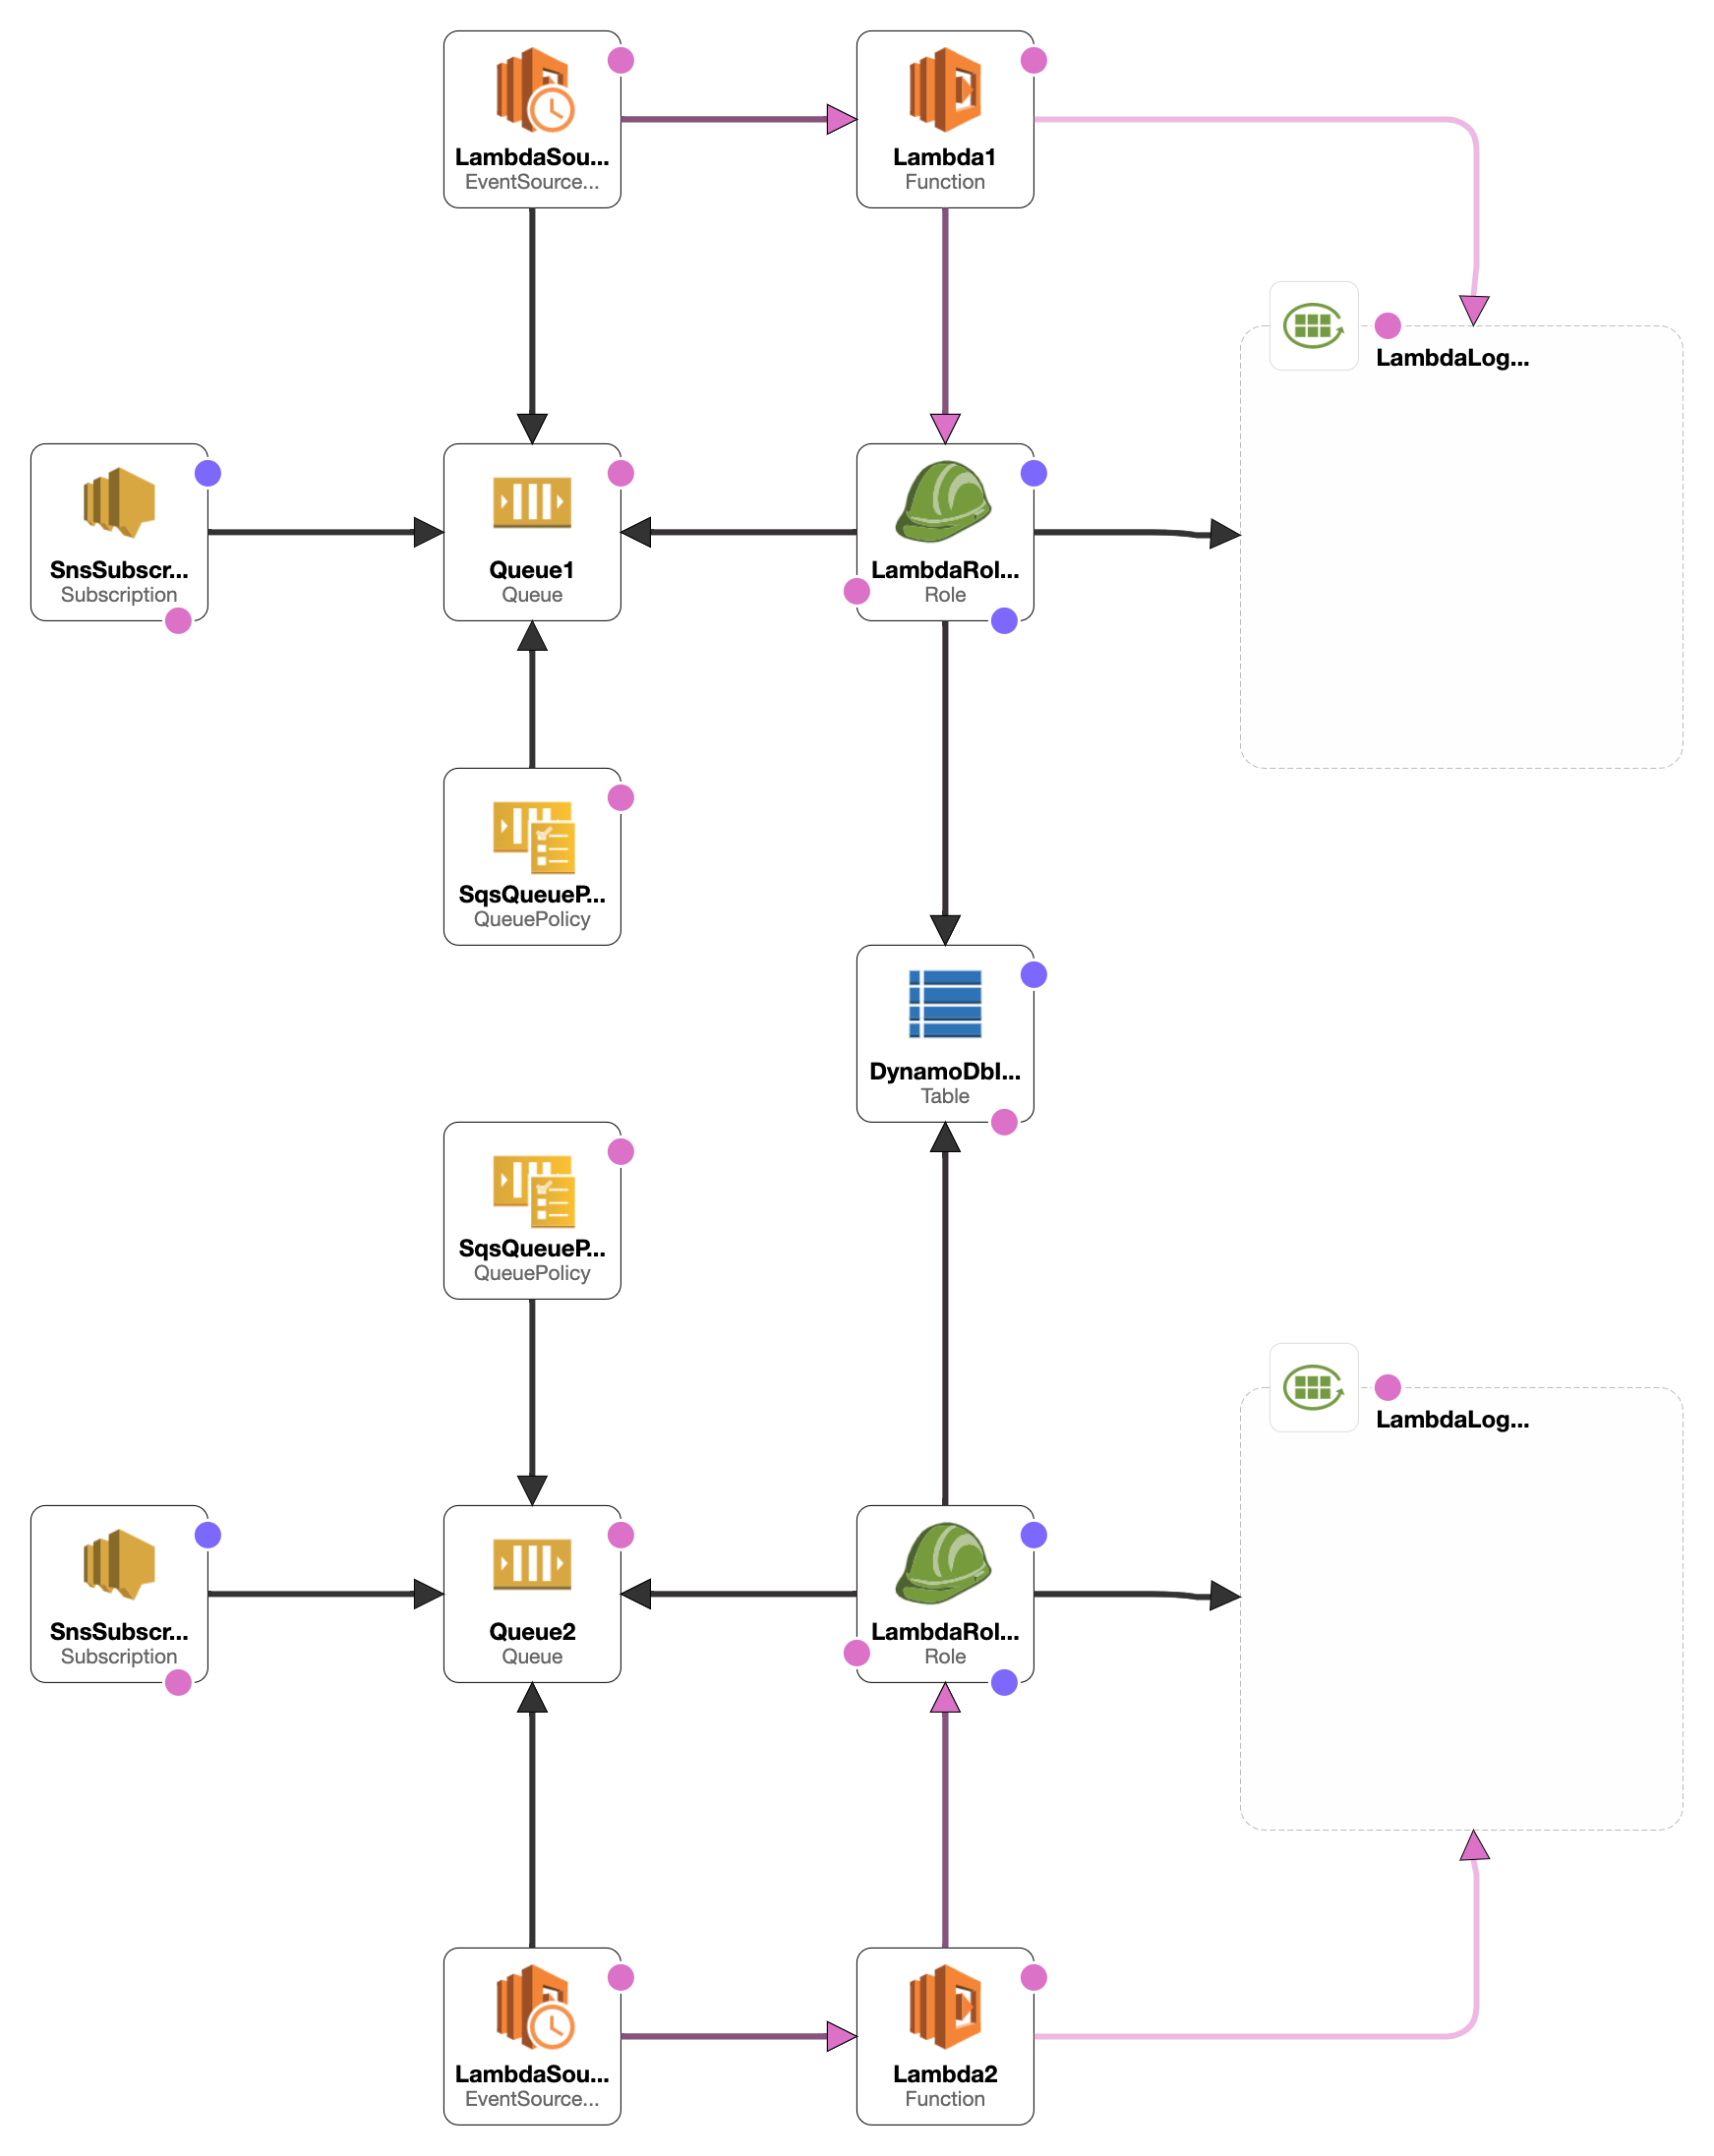 LambdaSou...
EventSource...
Lambda1
Function
LambdaLog...
SnsSubscr...
Subscription
Queue1
Queue
LambdaRol...
Role
SqsQueueP...
QueuePolicy
DynamoDbI...
Table
SqsQueueP...
QueuePolicy
LambdaLog...
SnsSubscr...
Subscription
Queue2
Queue
LambdaRol...
Role
LambdaSou...
EventSource...
Lambda2
Function